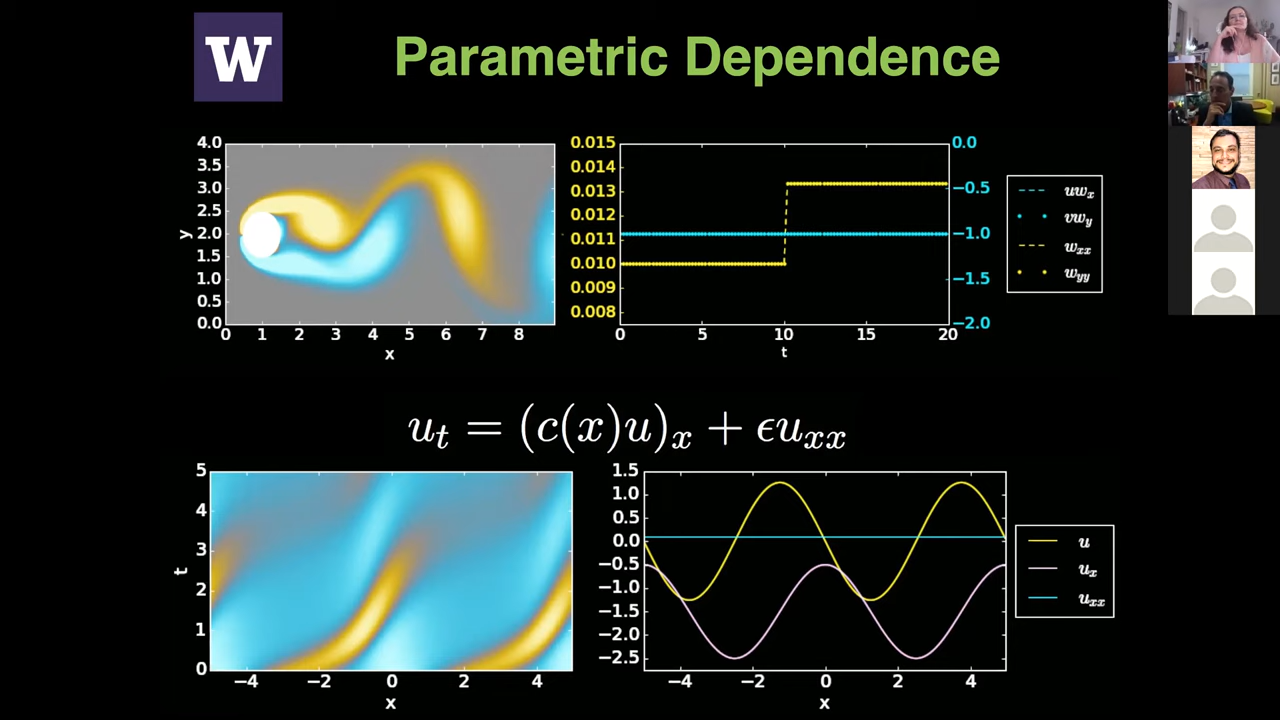 W
Parametric Dependence
4.0
3.5
3.0
2.5
2.0
1.5
1.0
0.5
0.0
y
0 1 2 3 4 5 6 7 8
x
0.015
0.014
0.013
0.012
0.011
0.010
0.009
0.008
0 5 10 15 20
t
0.0
−0.5
−1.0
−1.5
−2.0
uw_x
vw_y
w_xx
w_yy
u_t = (c(x)u)_x + ϵu_xx
5
4
3
2
1
0
t
−4 −2 0 2 4
x
1.5
1.0
0.5
0.0
−0.5
−1.0
−1.5
−2.0
−2.5
−4 −2 0 2 4
x
u
u_x
u_xx